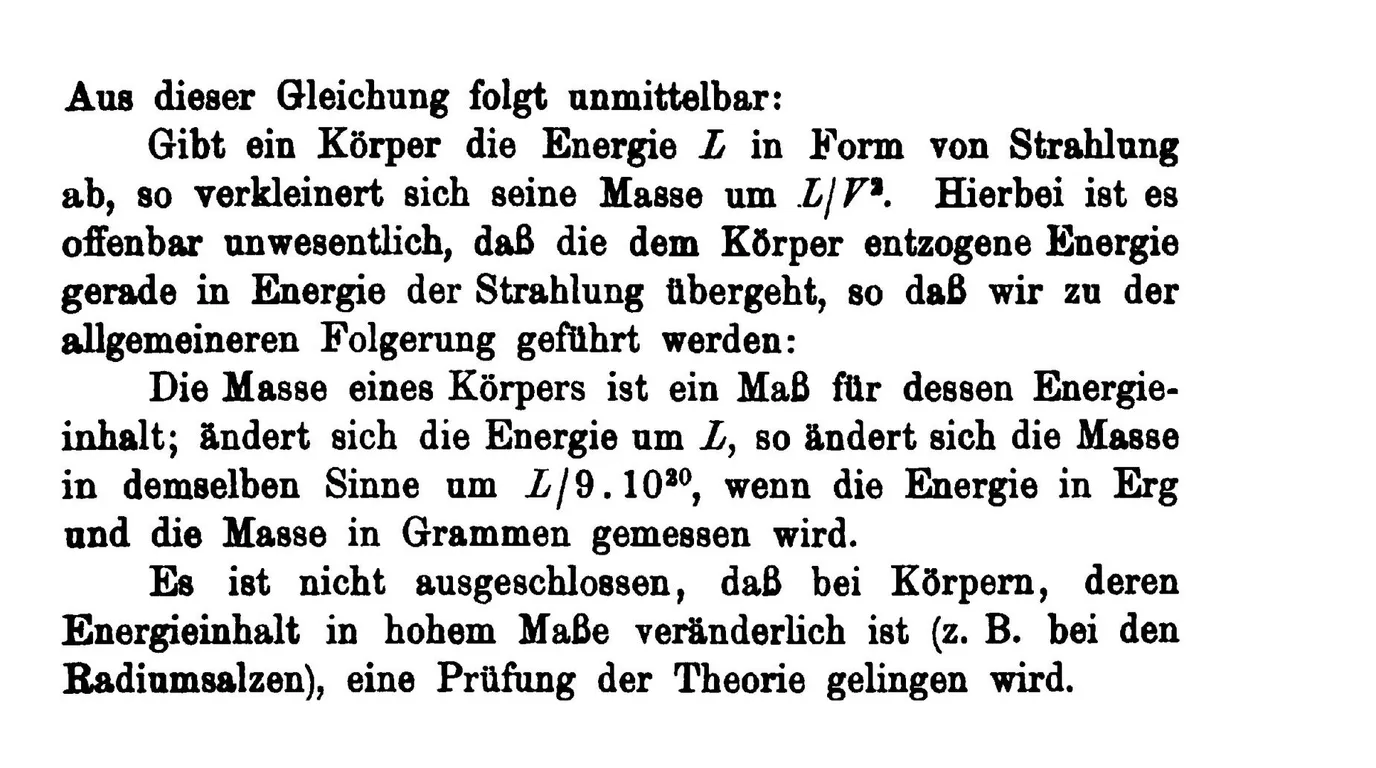 Aus dieser Gleichung folgt unmittelbar:
Gibt ein Körper die Energie L in Form von Strahlung
ab, so verkleinert sich seine Masse um L/V². Hierbei ist es
offenbar unwesentlich, daß die dem Körper entzogene Energie
gerade in Energie der Strahlung übergeht, so daß wir zu der
allgemeineren Folgerung geführt werden:
Die Masse eines Körpers ist ein Maß für dessen Energie-
inhalt; ändert sich die Energie um L, so ändert sich die Masse
in demselben Sinne um L/9.10²⁰, wenn die Energie in Erg
und die Masse in Grammen gemessen wird.
Es ist nicht ausgeschlossen, daß bei Körpern, deren
Energieinhalt in hohem Maße veränderlich ist (z. B. bei den
Radiumsalzen), eine Prüfung der Theorie gelingen wird.